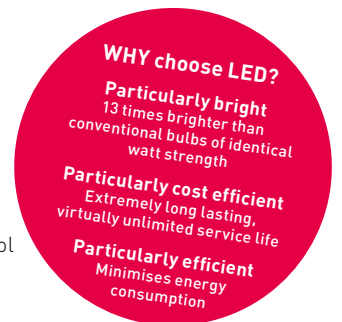 WHY choose LED?
Particularly bright
13 times brighter than
conventional bulbs of identical
watt strength
Particularly cost efficient
Extremely long lasting,
virtually unlimited service life
Particularly efficient
Minimises energy
consumption
ol